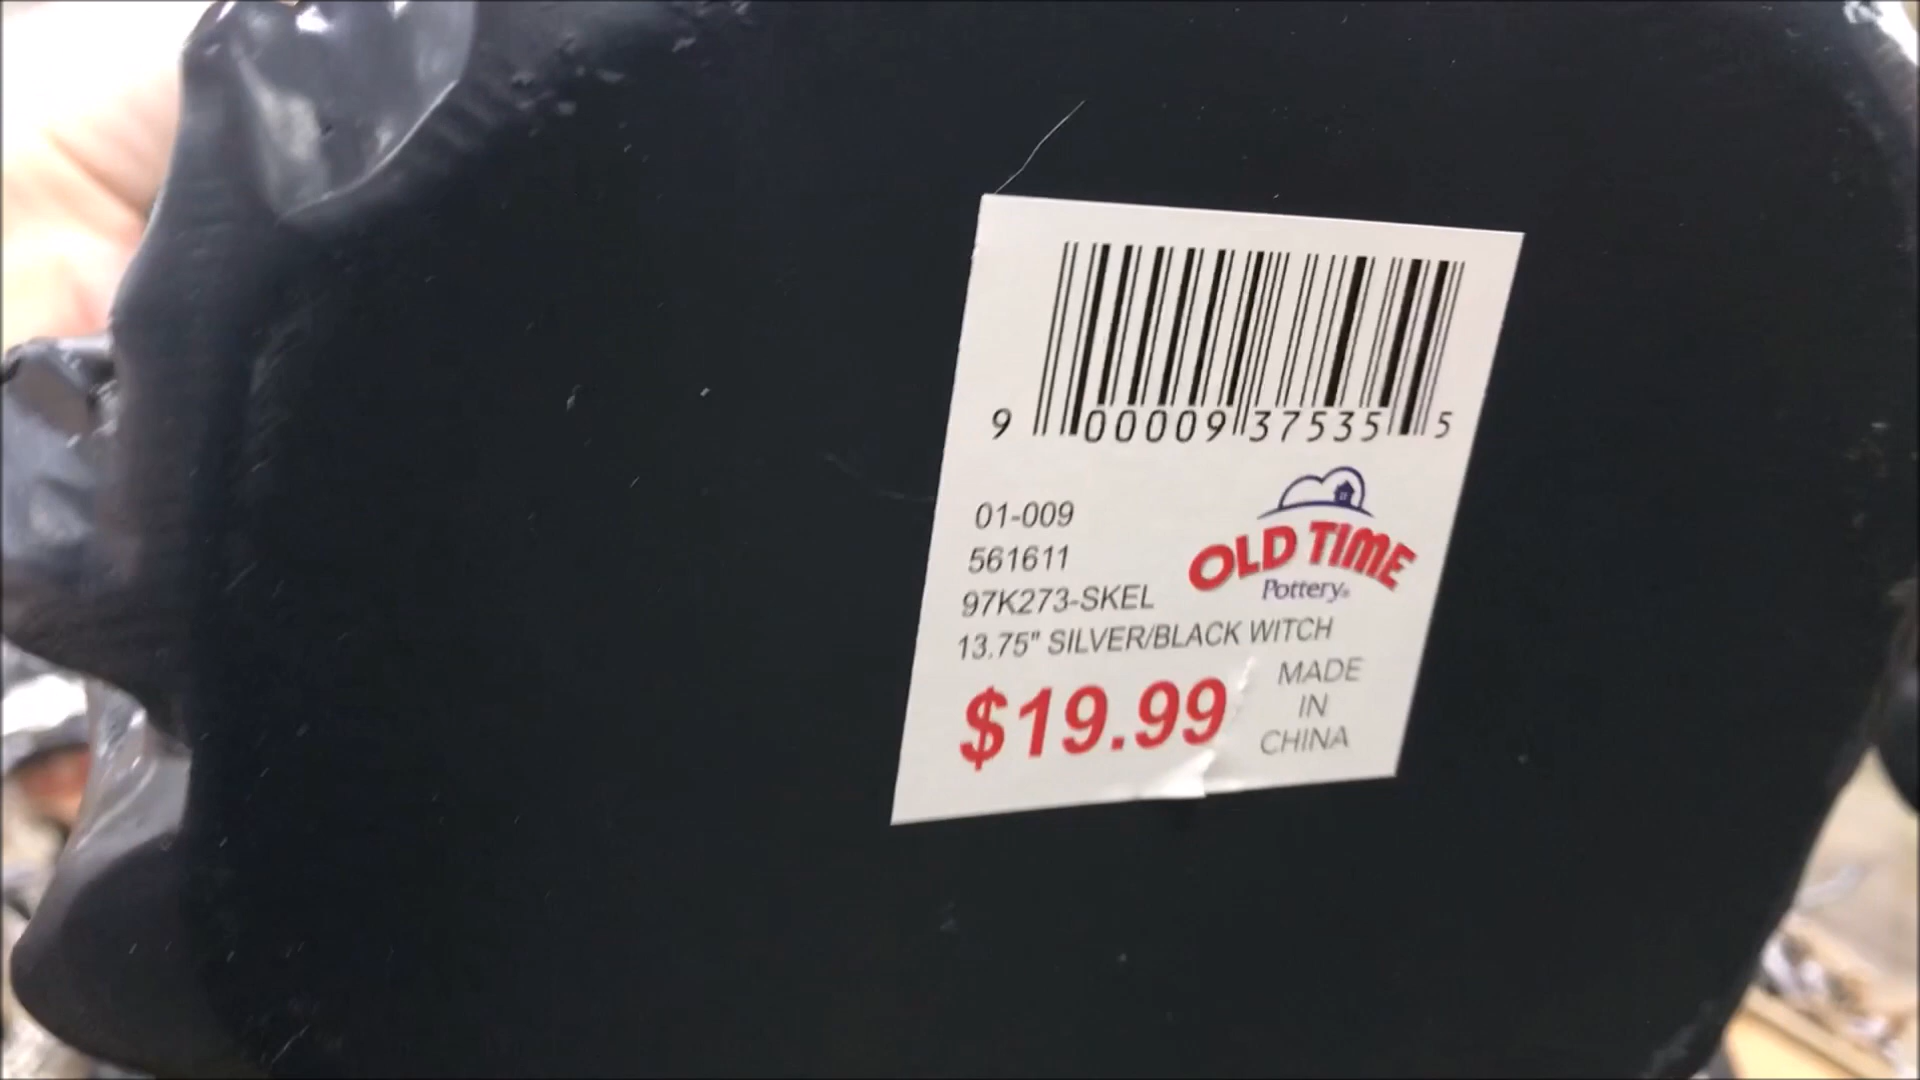 9 00009 37535 5
01-009
561611
97K273-SKEL
OLD TIME
Pottery®
13.75" SILVER/BLACK WITCH
$19.99
MADE
IN
CHINA